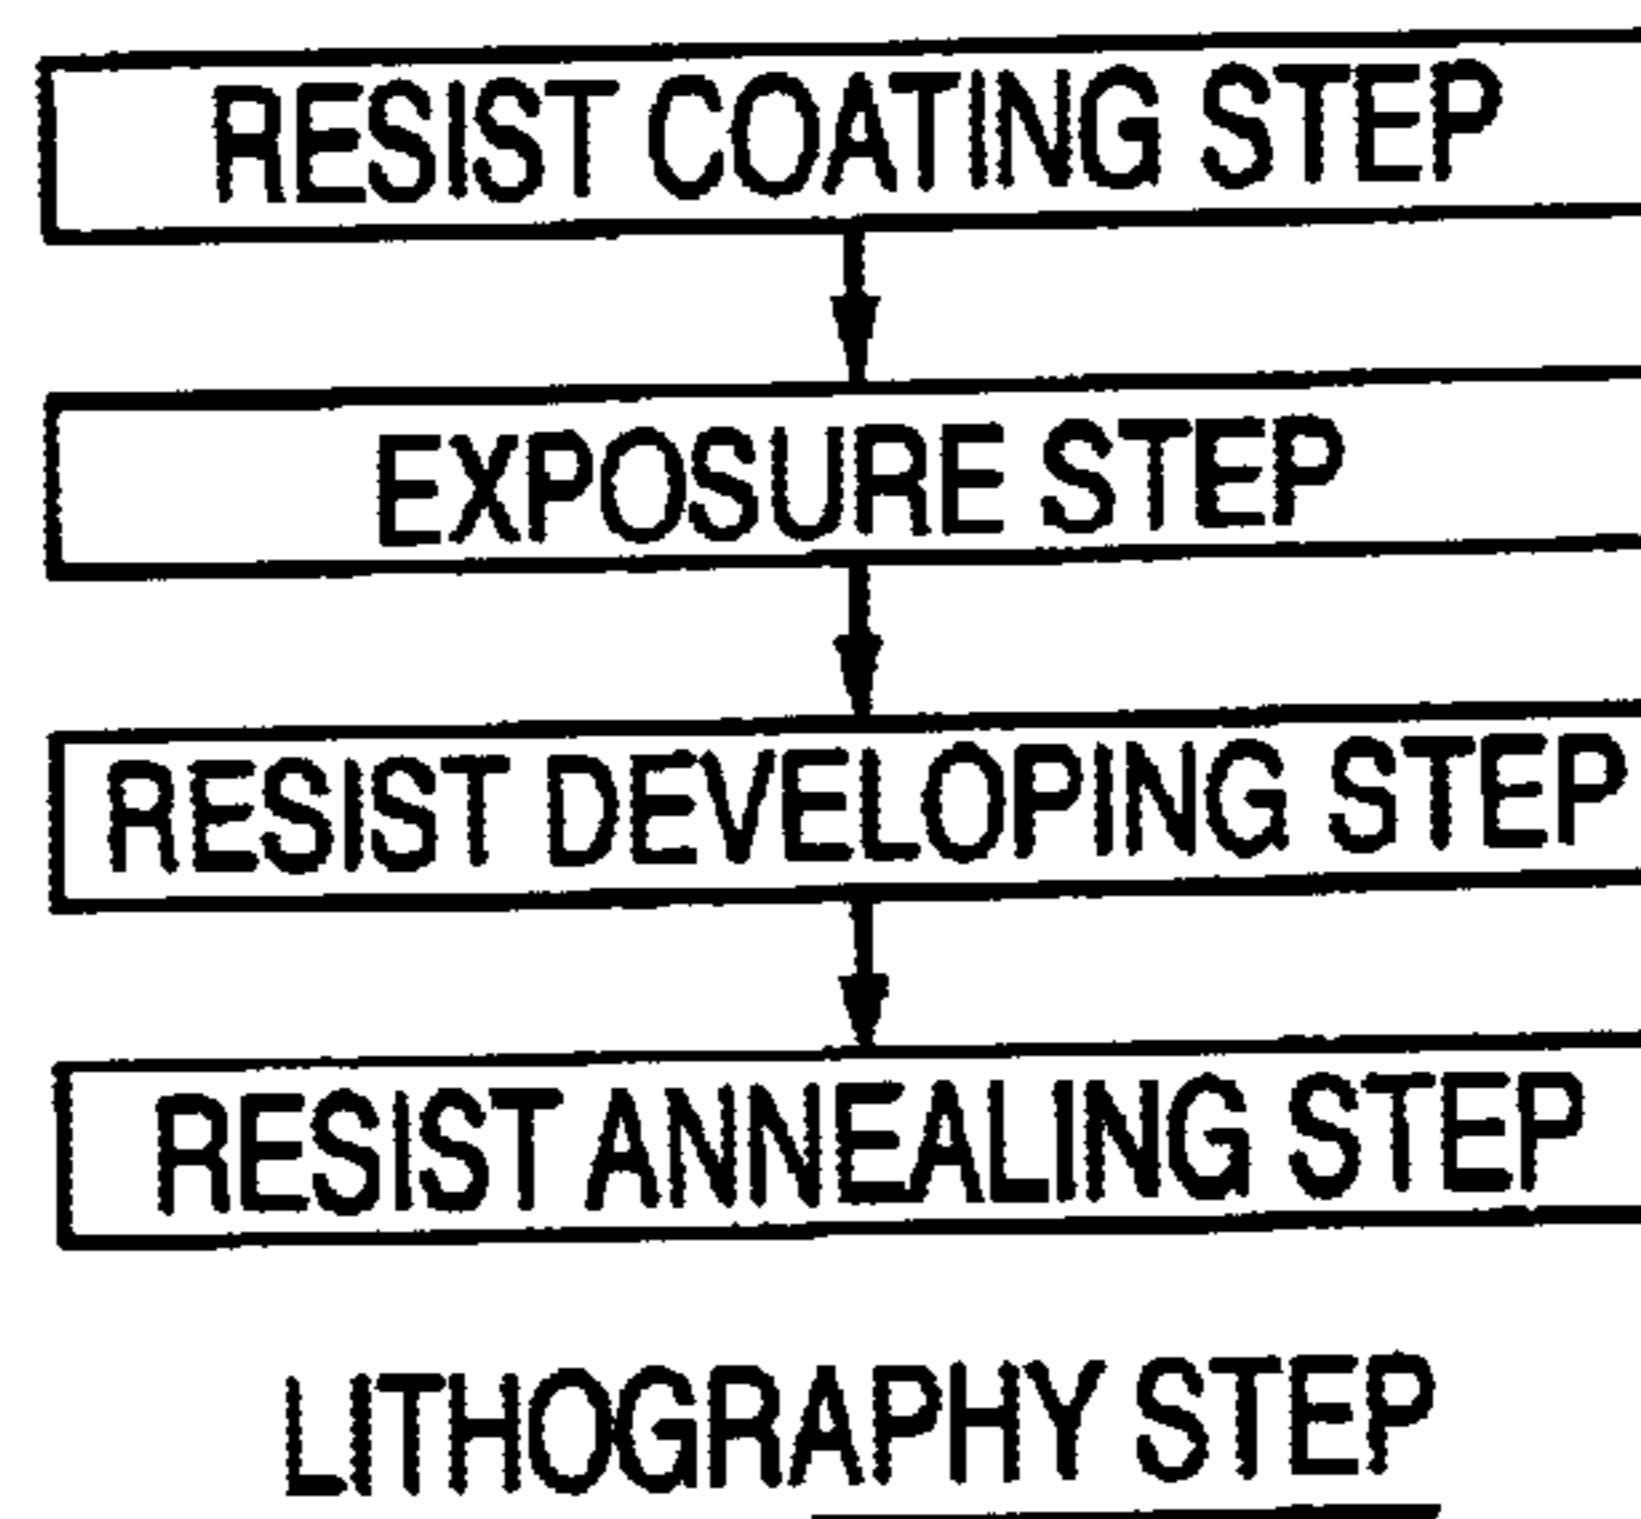 RESIST COATING STEP
EXPOSURE STEP
RESIST DEVELOPING STEP
RESIST ANNEALING STEP
LITHOGRAPHY STEP